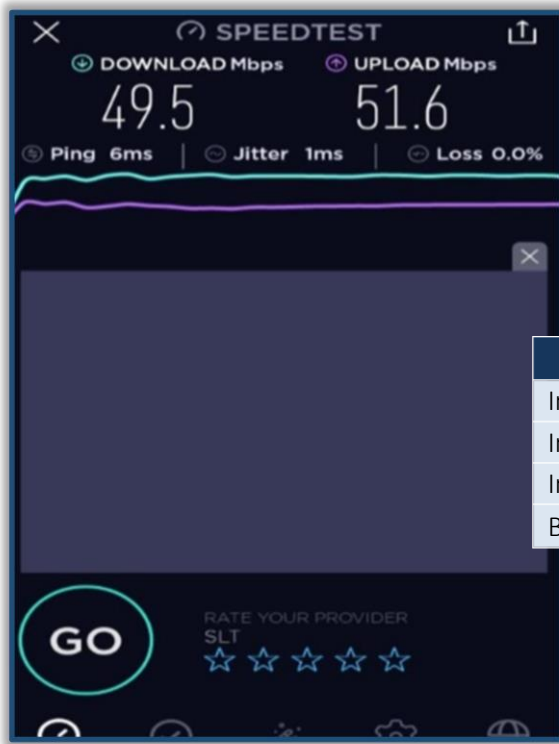 SPEEDTEST
DOWNLOAD Mbps UPLOAD Mbps
49.5 51.6
Ping 6ms Jitter 1ms Loss 0.0%
GO
RATE YOUR PROVIDER
SLT